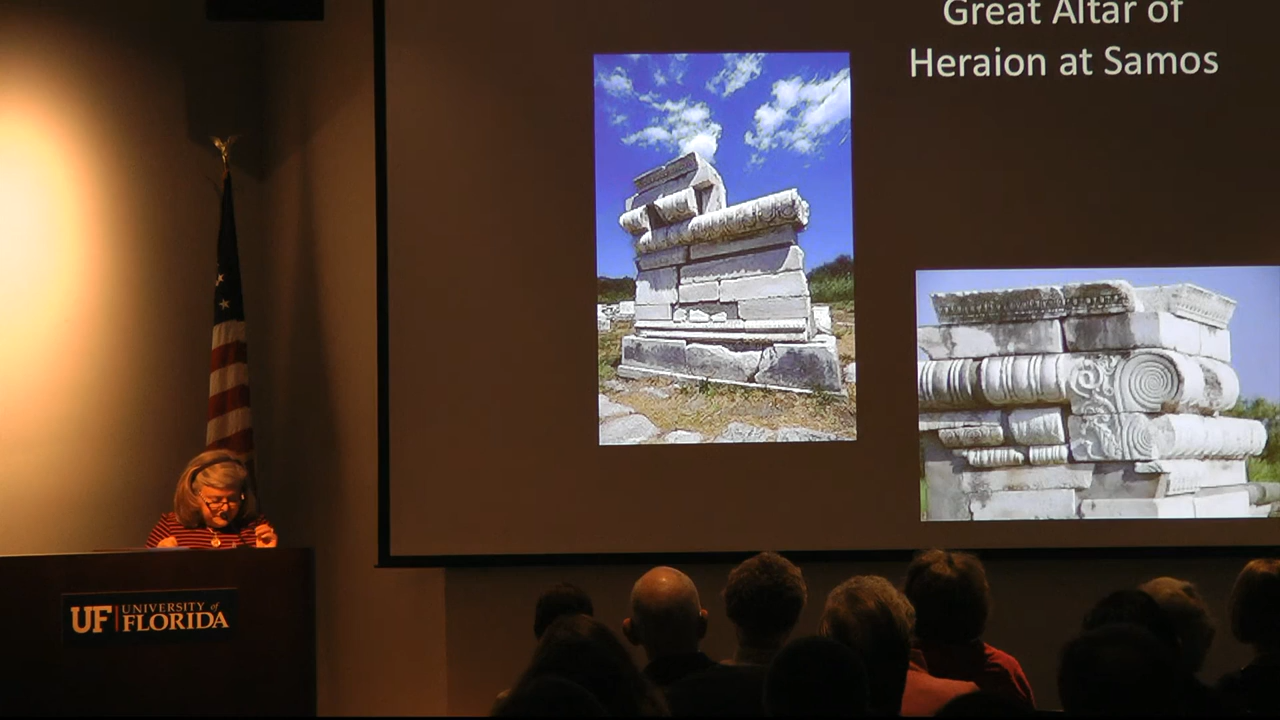 Great Altar of
Heraion at Samos
UF UNIVERSITY of
FLORIDA